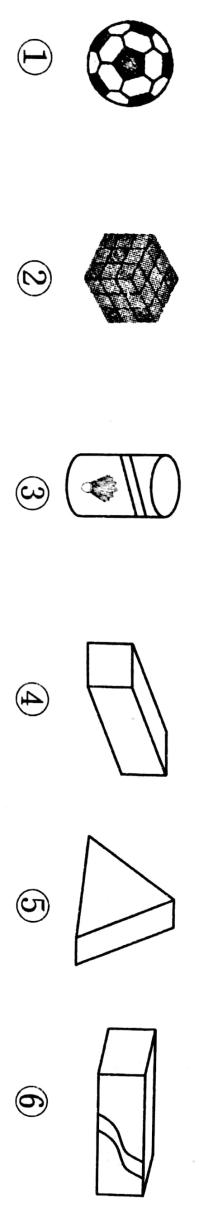 ① ② ③ ④ ⑤ ⑥